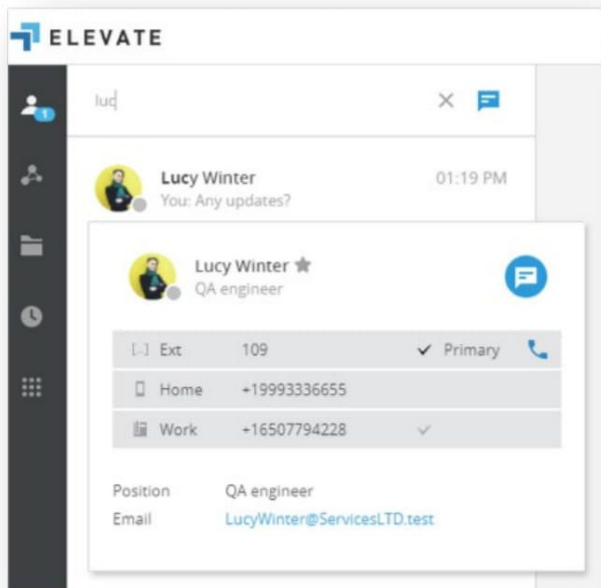 ELEVATE
1
luc
Lucy Winter 01:19 PM
You: Any updates?
Lucy Winter
QA engineer
Ext 109 Primary
Home +19993336655
Work +16507794228
Position QA engineer
Email LucyWinter@ServicesLTD.test